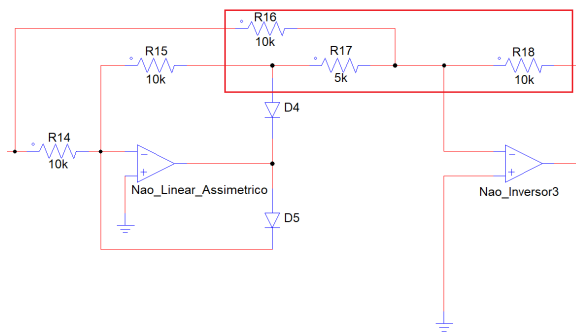 R16
10k
R15
10k
R17
5k
R18
10k
D4
R14
10k
Nao_Linear_Assimetrico
Nao_Inversor3
D5